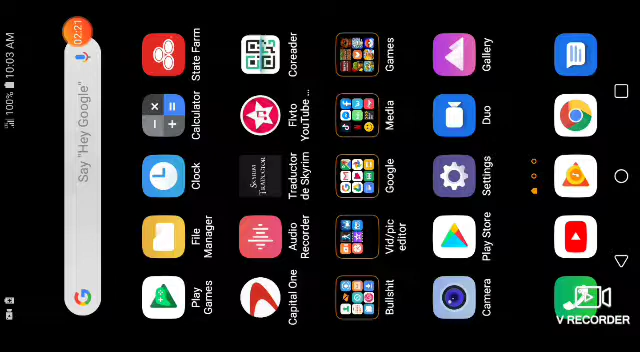 100% 10:03 AM
02:21
Say "Hey Google"
Play Games
File Manager
Clock
Calculator
State Farm
Capital One
Audio Recorder
SKYRIM TRADUCTOR
Traductor de Skyrim
Flvto YouTube ...
Coreader
Bullshit
Vid/pic editor
Google
Media
Games
Camera
Play Store
Settings
Duo
Gallery
V RECORDER